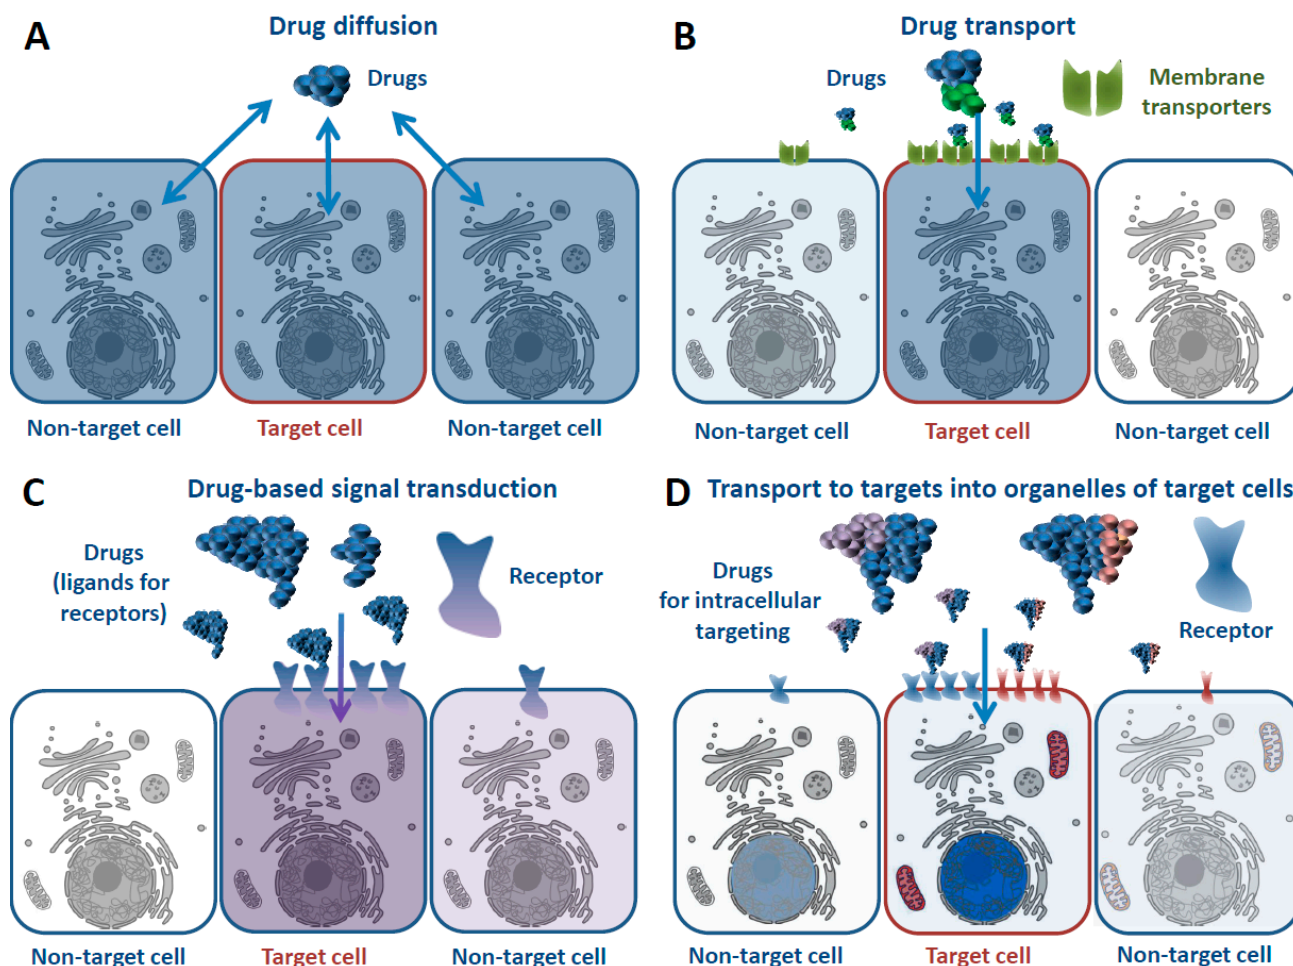 A
Drug diffusion
Drugs
Non-target cell
Target cell
Non-target cell
B
Drug transport
Drugs
Membrane
transporters
Non-target cell
Target cell
Non-target cell
C
Drug-based signal transduction
Drugs
(ligands for
receptors)
Receptor
Non-target cell
Target cell
Non-target cell
D
Transport to targets into organelles of target cells
Drugs
for intracellular
targeting
Receptor
Non-target cell
Target cell
Non-target cell